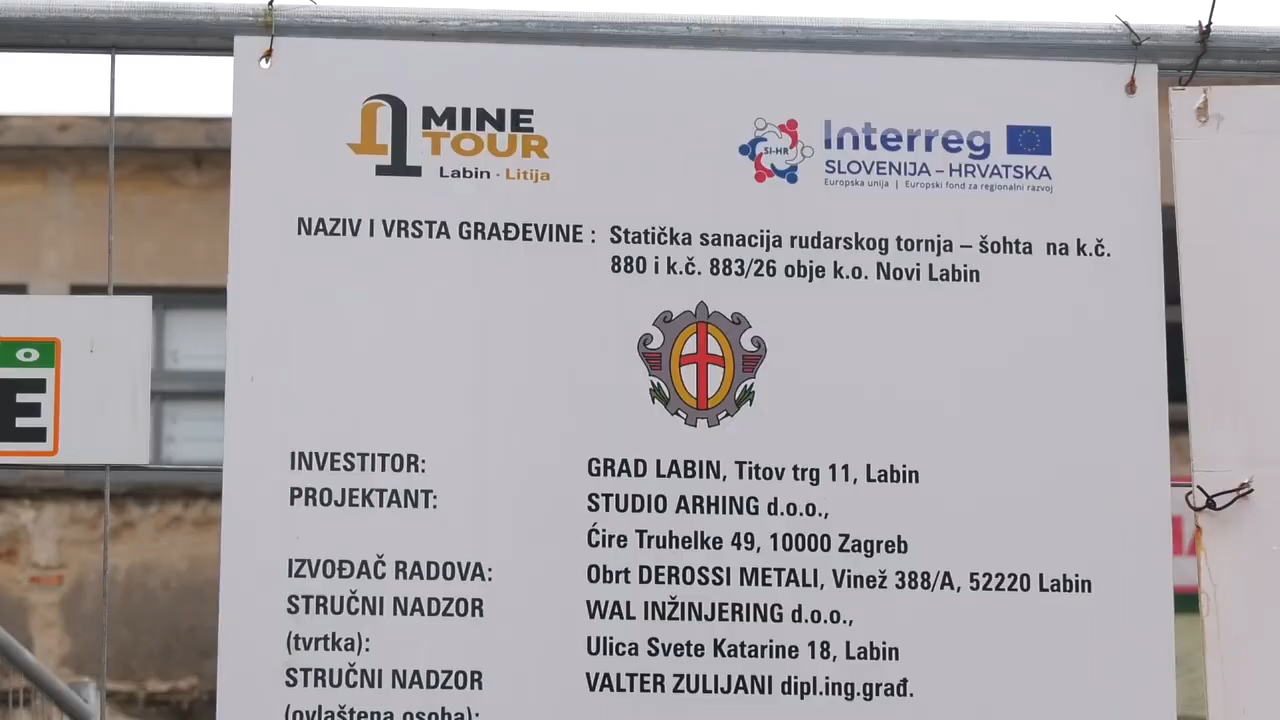 MINE
TOUR
Labin · Litija
SI-HR
Interreg
SLOVENIJA – HRVATSKA
Europska unija | Europski fond za regionalni razvoj
NAZIV I VRSTA GRAĐEVINE : Statička sanacija rudarskog tornja – šohta na k.č.
880 i k.č. 883/26 obje k.o. Novi Labin
O
E
INVESTITOR: GRAD LABIN, Titov trg 11, Labin
PROJEKTANT: STUDIO ARHING d.o.o.,
Ćire Truhelke 49, 10000 Zagreb
IZVOĐAČ RADOVA: Obrt DEROSSI METALI, Vinež 388/A, 52220 Labin
STRUČNI NADZOR WAL INŽINJERING d.o.o.,
(tvrtka): Ulica Svete Katarine 18, Labin
STRUČNI NADZOR VALTER ZULIJANI dipl.ing.građ.
(ovlaštena osoba):